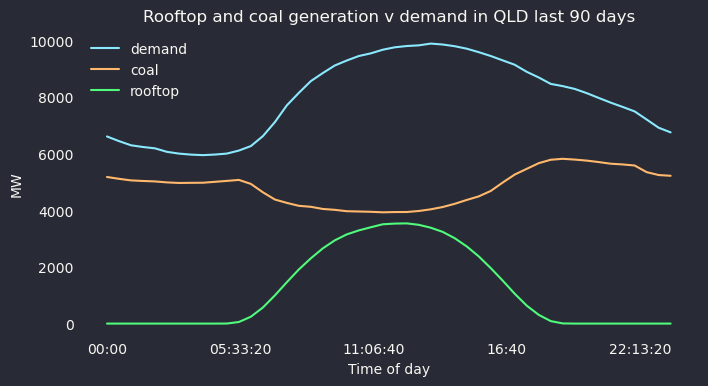 Rooftop and coal generation v demand in QLD last 90 days
demand
coal
rooftop
10000
8000
6000
4000
2000
0
MW
00:00 05:33:20 11:06:40 16:40 22:13:20
Time of day